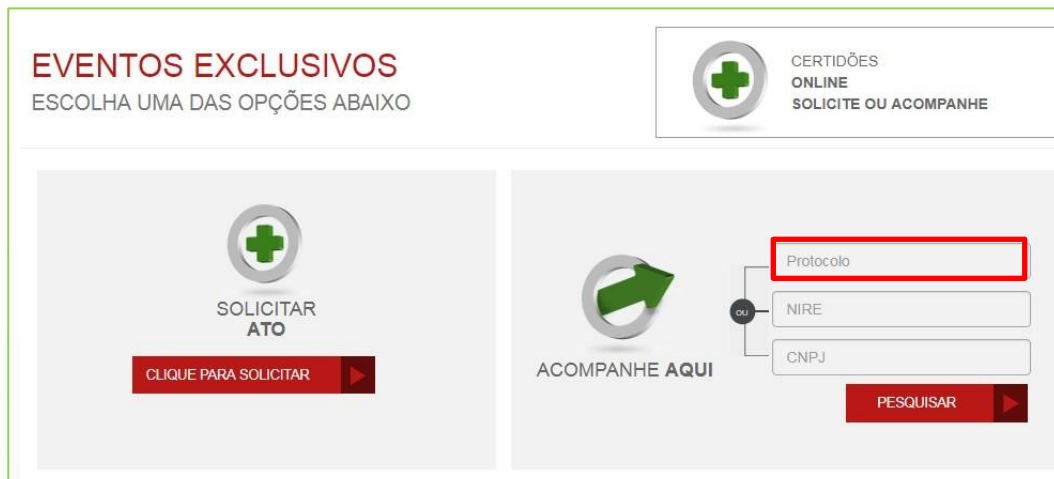 EVENTOS EXCLUSIVOS
ESCOLHA UMA DAS OPÇÕES ABAIXO
CERTIDÕES
ONLINE
SOLICITE OU ACOMPANHE
SOLICITAR
ATO
CLIQUE PARA SOLICITAR
ACOMPANHE AQUI
ou
Protocolo
NIRE
CNPJ
PESQUISAR